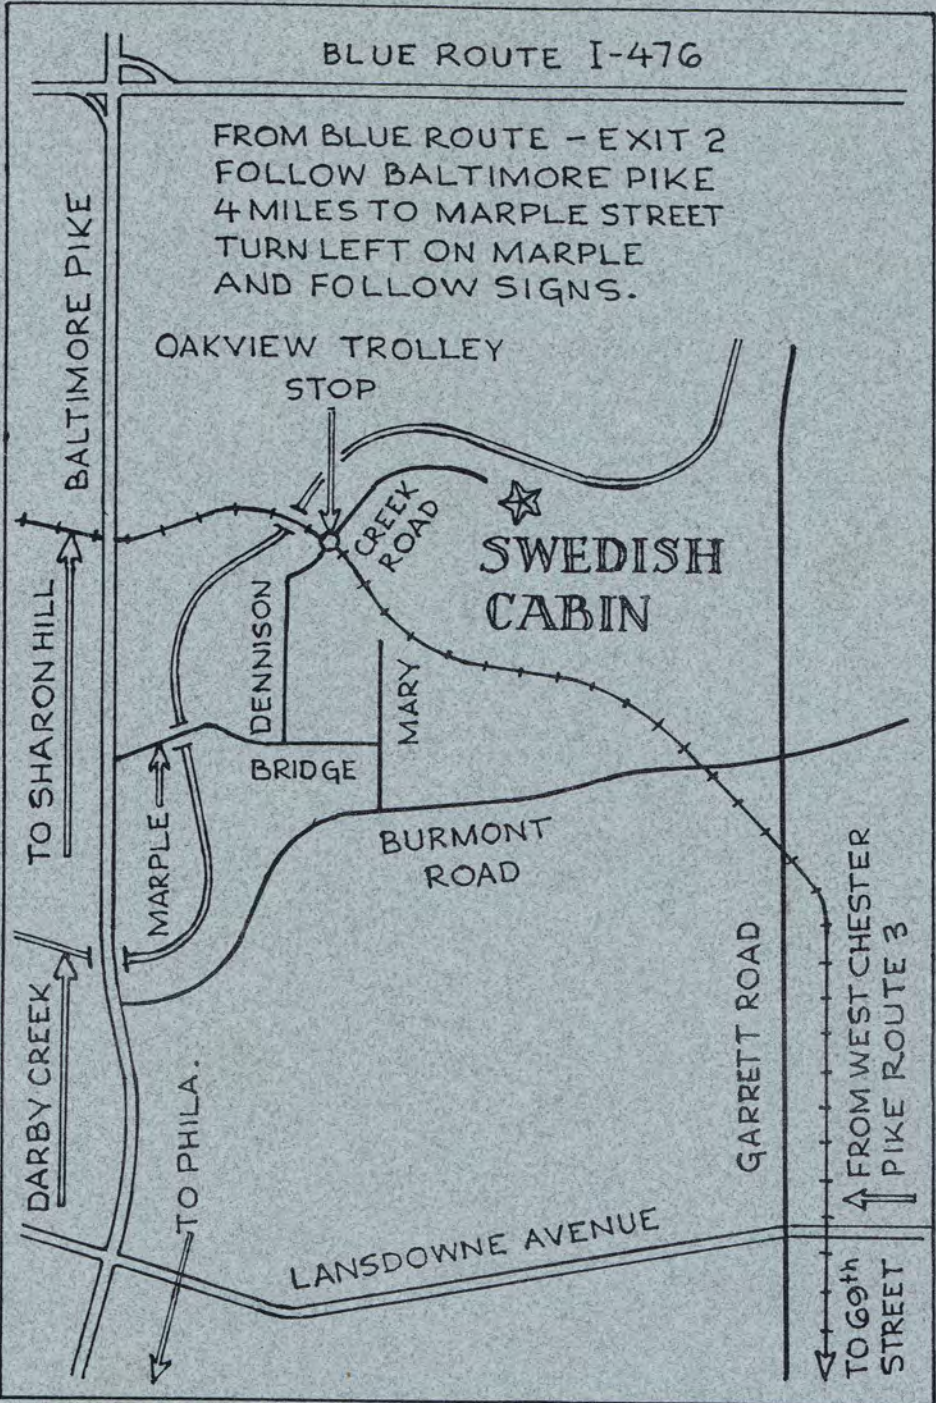 BLUE ROUTE I-476
FROM BLUE ROUTE - EXIT 2
FOLLOW BALTIMORE PIKE
4 MILES TO MARPLE STREET
TURN LEFT ON MARPLE
AND FOLLOW SIGNS.
BALTIMORE PIKE
OAKVIEW TROLLEY
STOP
CREEK
ROAD
SWEDISH
CABIN
TO SHARON HILL
DENNISON
MARY
BRIDGE
MARPLE
BURMONT
ROAD
DARBY CREEK
TO PHILA.
GARRETT ROAD
FROM WEST CHESTER
PIKE ROUTE 3
LANSDOWNE AVENUE
TO 69th
STREET